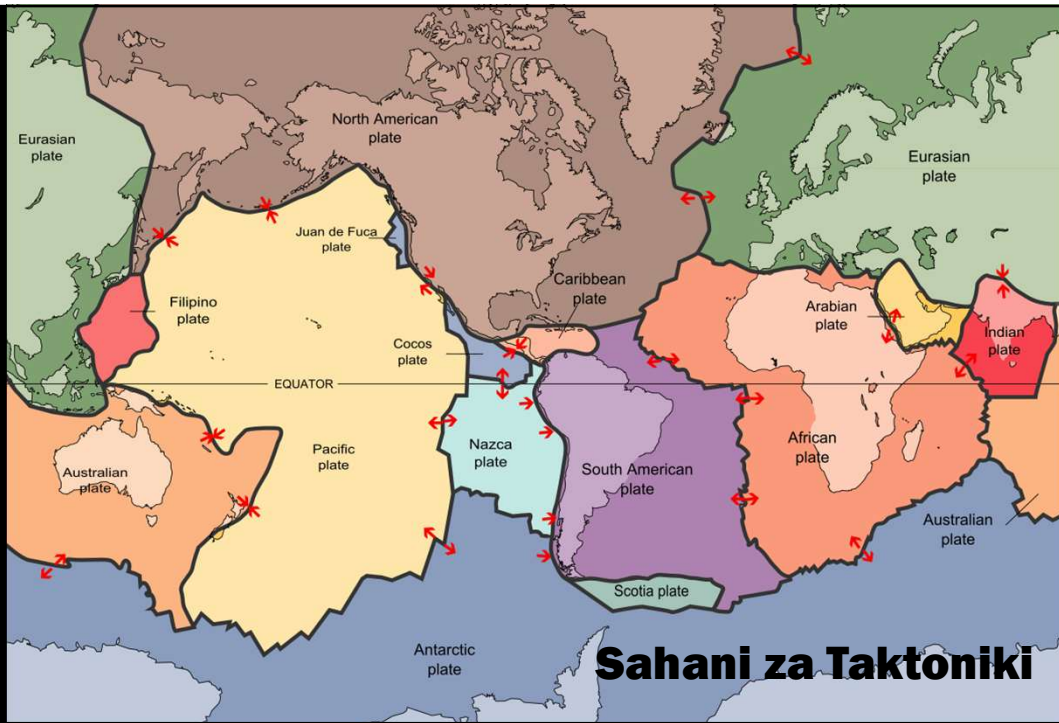 North American
plate
Eurasian
plate
Eurasian
plate
Juan de Fuca
plate
Caribbean
plate
Filipino
plate
Arabian
plate
Indian
plate
Cocos
plate
EQUATOR
Pacific
plate
Nazca
plate
African
plate
Australian
plate
South American
plate
Australian
plate
Scotia plate
Antarctic
plate
Sahani za Taktoniki